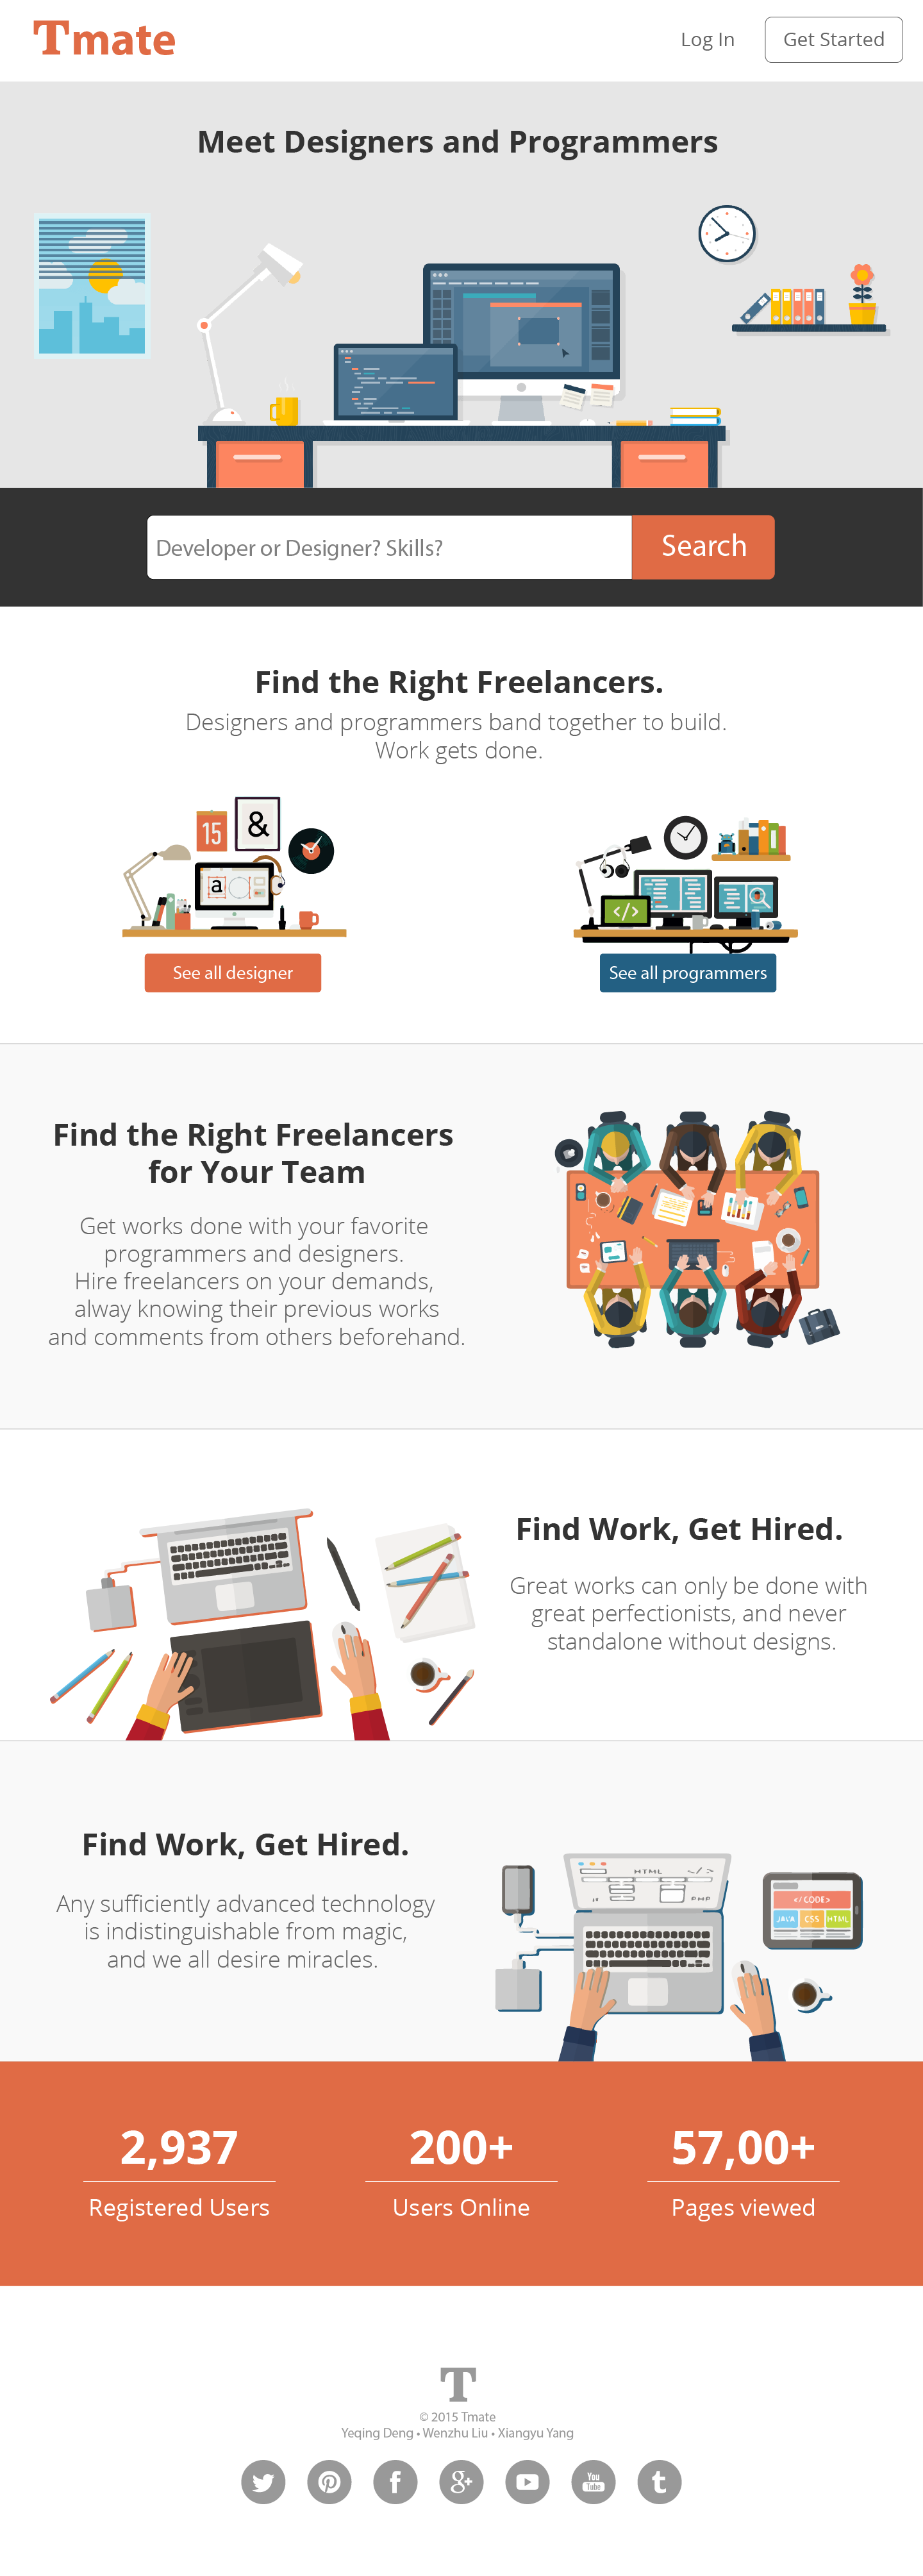 Tmate
Log In
Get Started
Meet Designers and Programmers
Developer or Designer? Skills?
Search
Find the Right Freelancers.
Designers and programmers band together to build.
Work gets done.
15
&
a
</>
See all designer
See all programmers
Find the Right Freelancers
for Your Team
Get works done with your favorite
programmers and designers.
Hire freelancers on your demands,
alway knowing their previous works
and comments from others beforehand.
Find Work, Get Hired.
Great works can only be done with
great perfectionists, and never
standalone without designs.
Find Work, Get Hired.
Any sufficiently advanced technology
is indistinguishable from magic,
and we all desire miracles.
HTML
</>
PHP
</CODE>
JAVA
CSS
HTML
2,937
200+
57,00+
Registered Users
Users Online
Pages viewed
T
© 2015 Tmate
Yeqing Deng • Wenzhu Liu • Xiangyu Yang
You
Tube